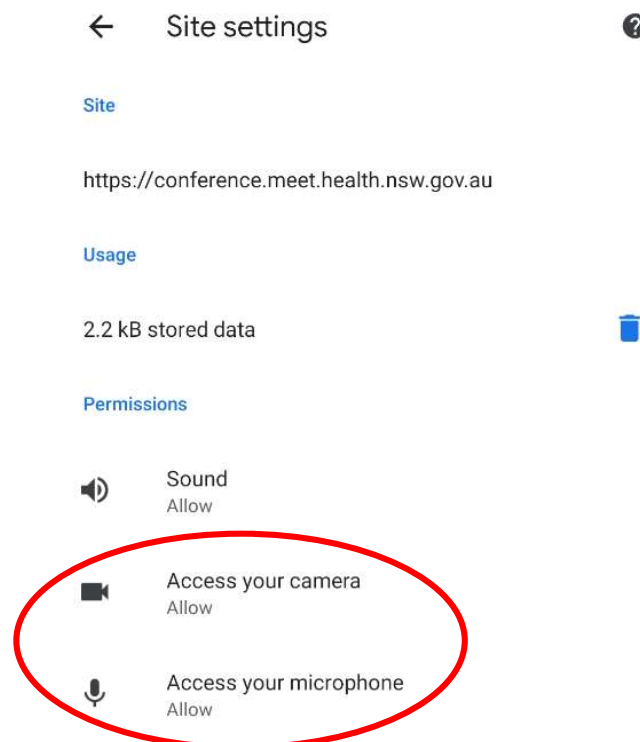 Site settings
Site
https://conference.meet.health.nsw.gov.au
Usage
2.2 kB stored data
Permissions
Sound
Allow
Access your camera
Allow
Access your microphone
Allow